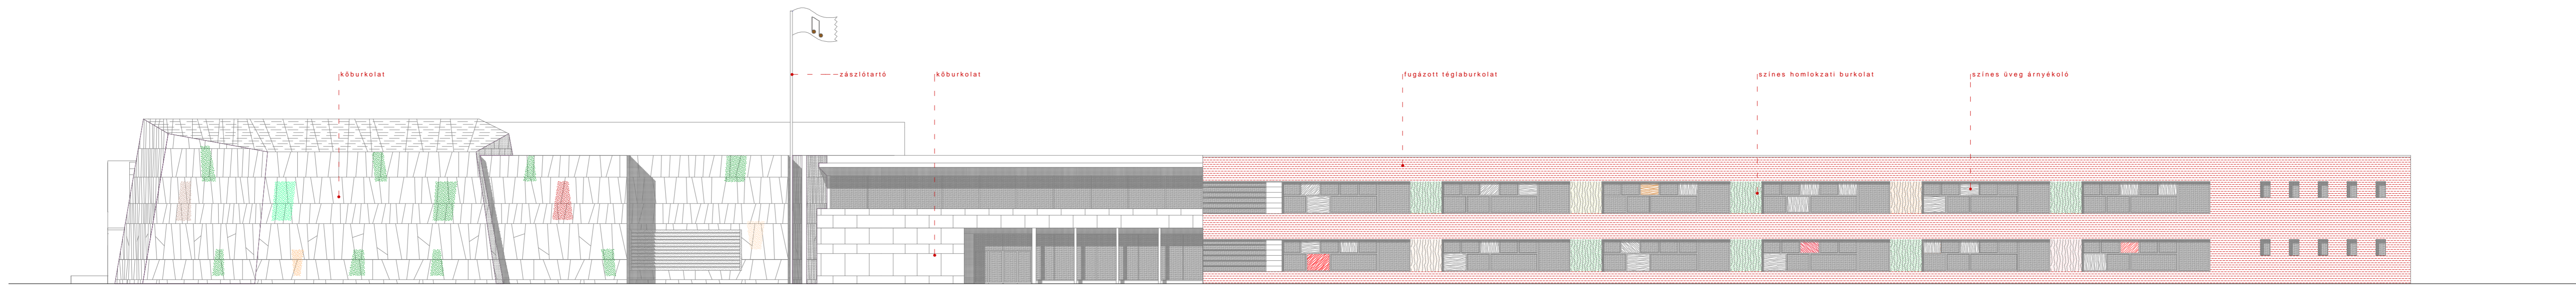 kőburkolat
zászlótartó
kőburkolat
fugázott téglaburkolat
színes homlokzati burkolat
színes üveg árnyékoló